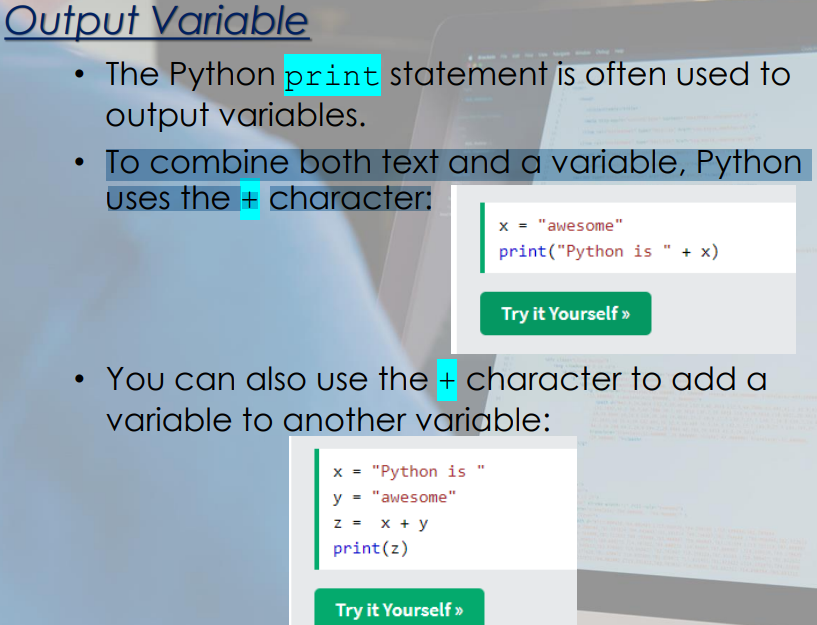 Output Variable
• The Python print statement is often used to
output variables.
• To combine both text and a variable, Python
uses the + character:
x = "awesome"
print("Python is " + x)
Try it Yourself »
• You can also use the + character to add a
variable to another variable:
x = "Python is "
y = "awesome"
z =  x + y
print(z)
Try it Yourself »